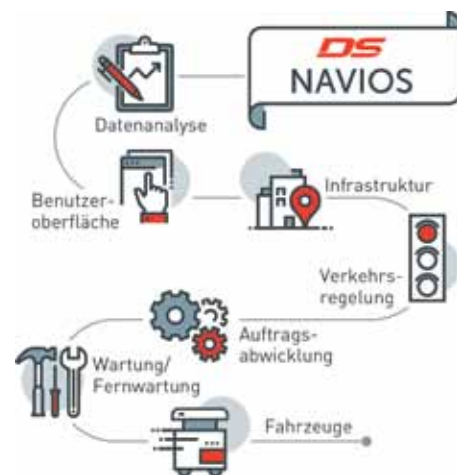 DS
NAVIOS
Datenanalyse
Benutzer-
oberfläche
Infrastruktur
Verkehrs-
regelung
Auftrags-
abwicklung
Wartung/
Fernwartung
Fahrzeuge